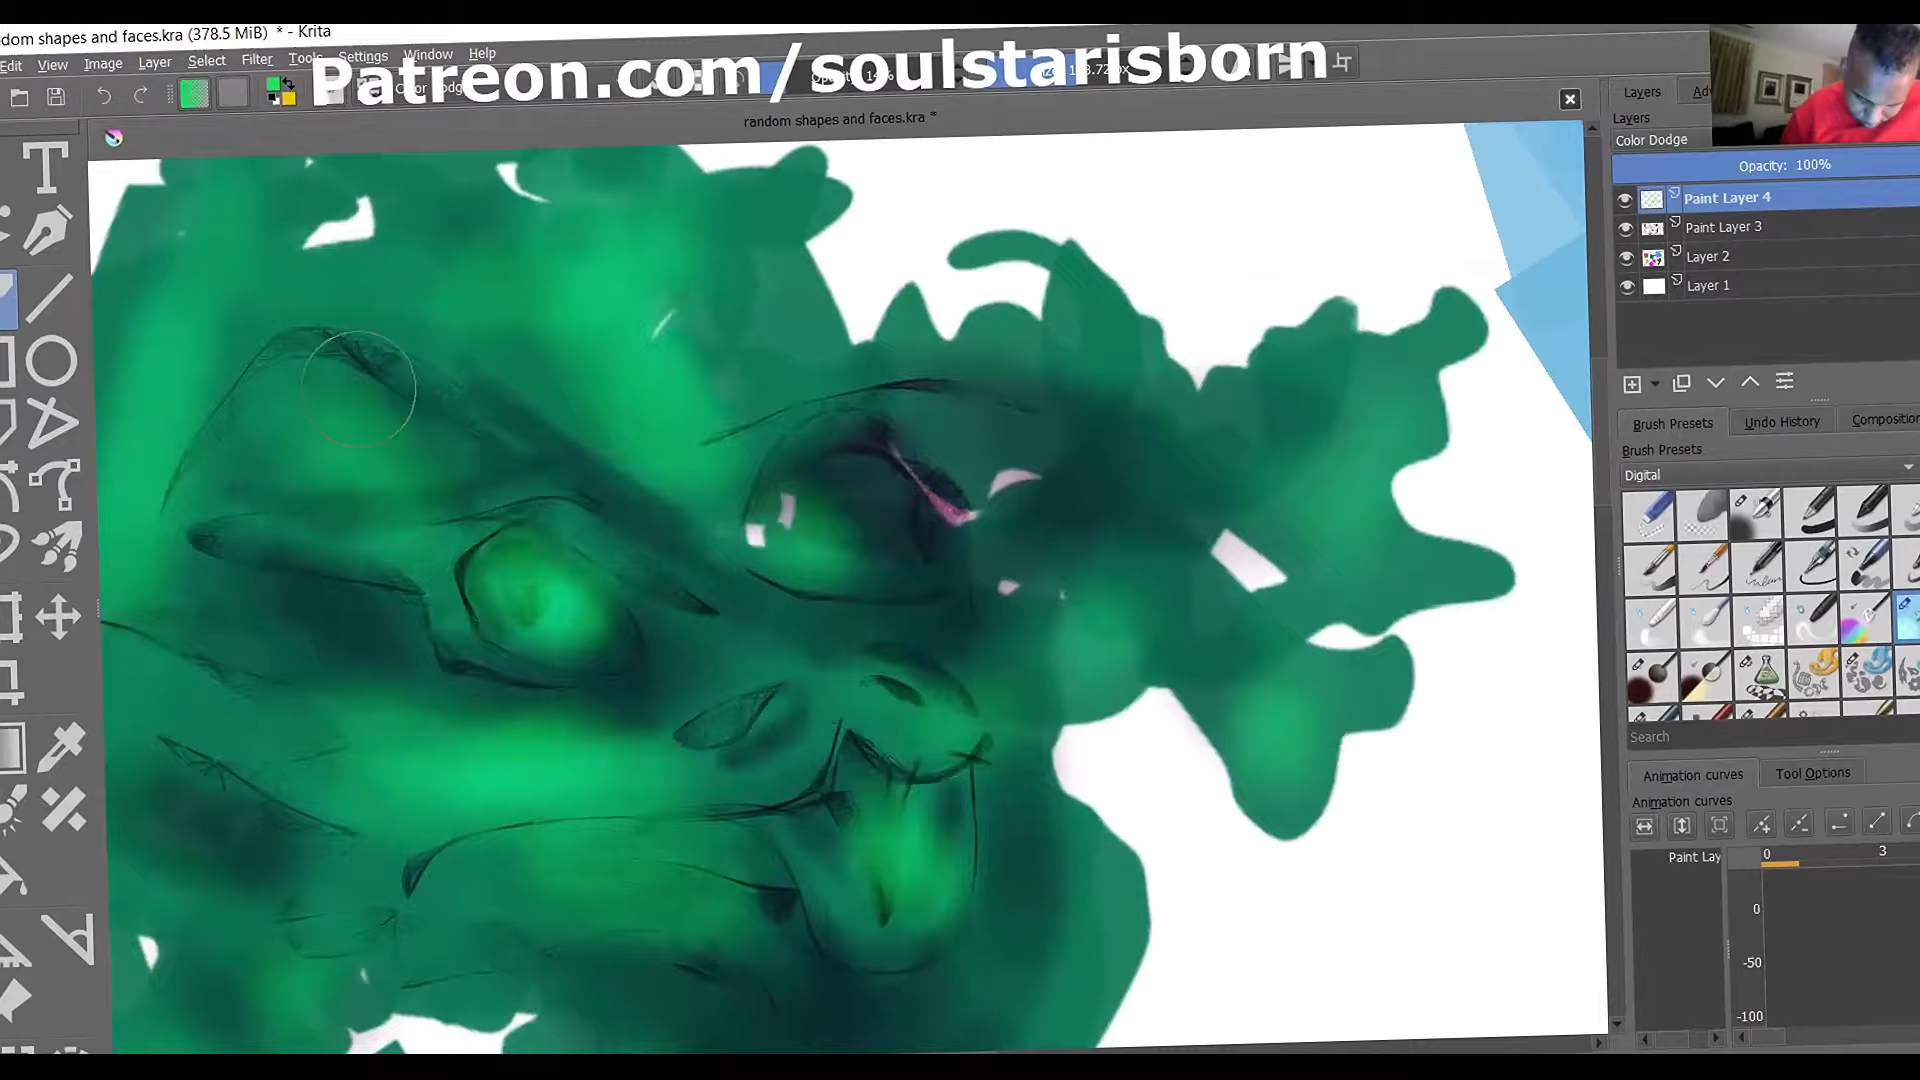 dom shapes and faces.kra (378.5 MiB) * - Krita
Edit View Image Layer Select Filter Tools Settings Window Help
Patreon.com/soulstarisborn
random shapes and faces.kra *
Layers
Layers
Color Dodge
Opacity: 100%
Paint Layer 4
Paint Layer 3
Layer 2
Layer 1
Brush Presets Undo History Composition
Brush Presets
Digital
Search
Animation curves Tool Options
Animation curves
Paint Lay
0 3
0
-50
-100